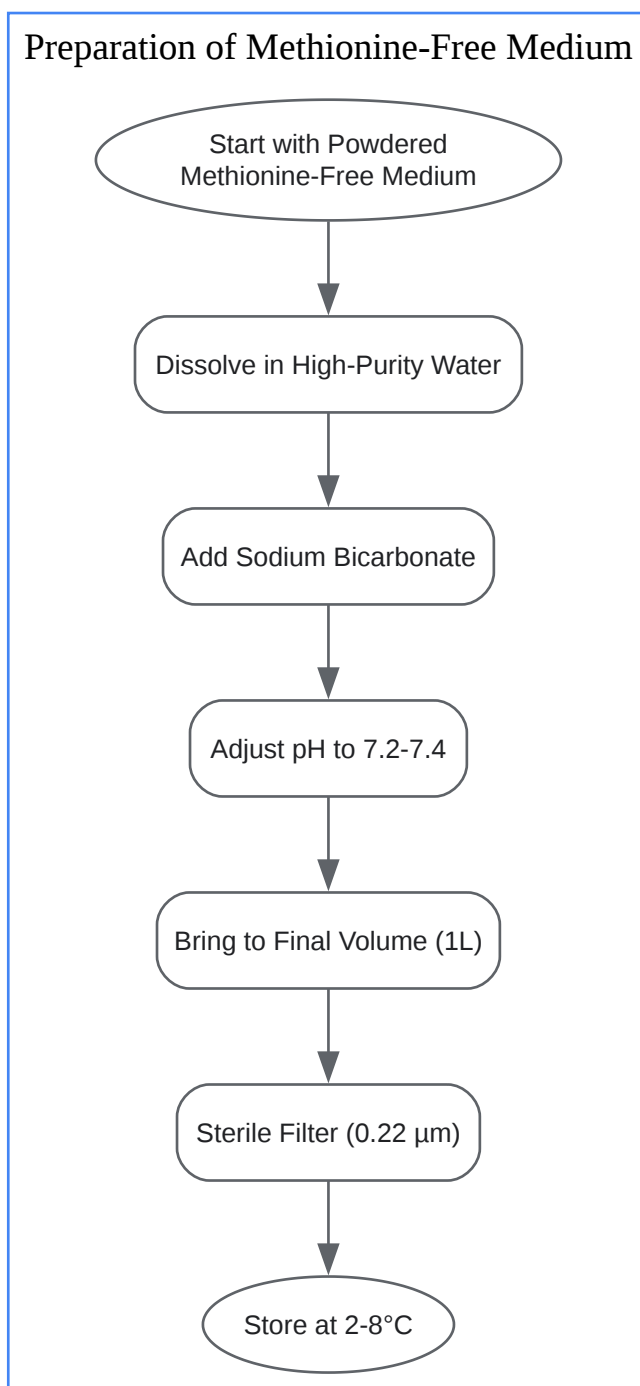 Preparation of Methionine-Free Medium
Start with Powdered
Methionine-Free Medium
Dissolve in High-Purity Water
Add Sodium Bicarbonate
Adjust pH to 7.2-7.4
Bring to Final Volume (1L)
Sterile Filter (0.22 µm)
Store at 2-8°C